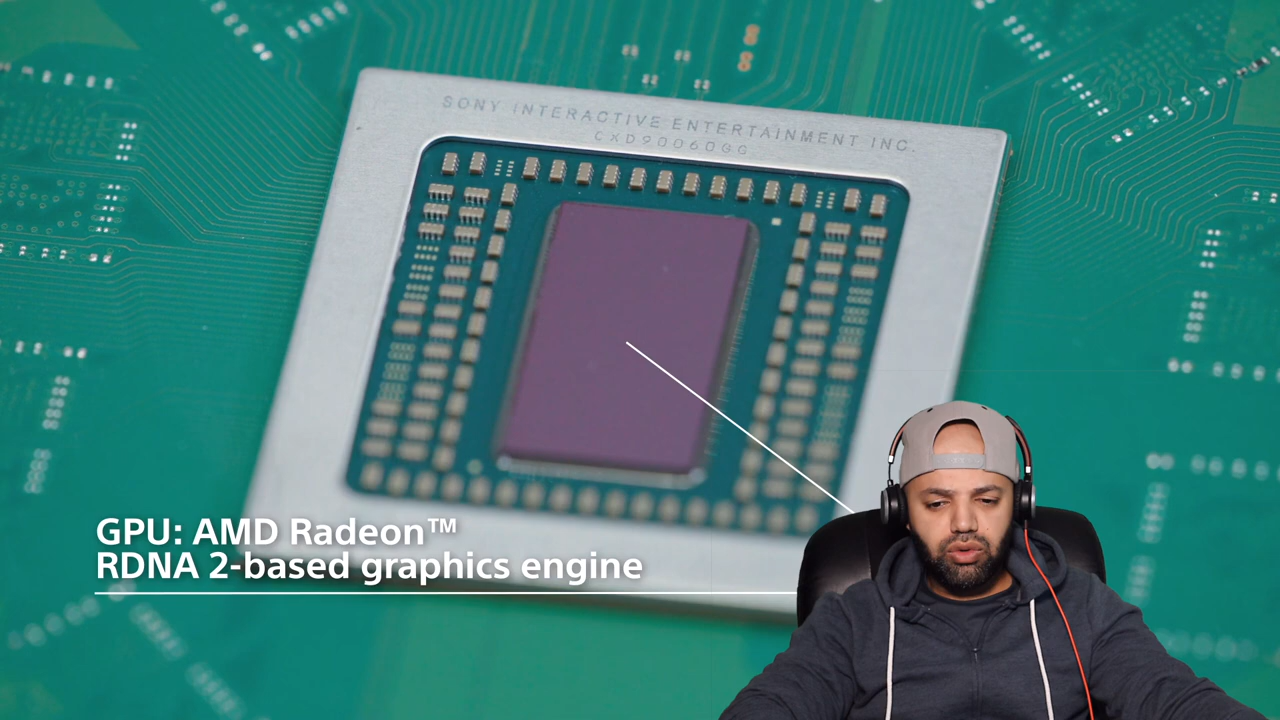 SONY INTERACTIVE ENTERTAINMENT INC.
CXD90060GG
GPU: AMD Radeon™
RDNA 2-based graphics engine